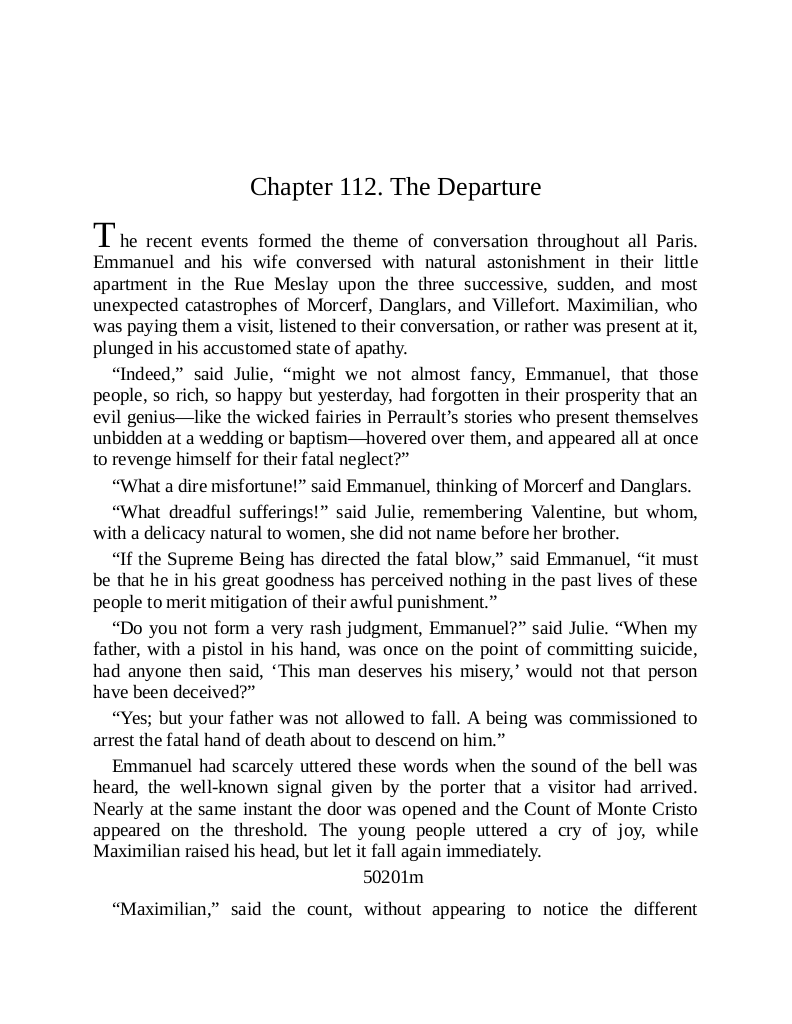 Chapter 112. The Departure
The recent events formed the theme of conversation throughout all Paris.
Emmanuel and his wife conversed with natural astonishment in their little
apartment in the Rue Meslay upon the three successive, sudden, and most
unexpected catastrophes of Morcerf, Danglars, and Villefort. Maximilian, who
was paying them a visit, listened to their conversation, or rather was present at it,
plunged in his accustomed state of apathy.
“Indeed,” said Julie, “might we not almost fancy, Emmanuel, that those
people, so rich, so happy but yesterday, had forgotten in their prosperity that an
evil genius—like the wicked fairies in Perrault’s stories who present themselves
unbidden at a wedding or baptism—hovered over them, and appeared all at once
to revenge himself for their fatal neglect?”
“What a dire misfortune!” said Emmanuel, thinking of Morcerf and Danglars.
“What dreadful sufferings!” said Julie, remembering Valentine, but whom,
with a delicacy natural to women, she did not name before her brother.
“If the Supreme Being has directed the fatal blow,” said Emmanuel, “it must
be that he in his great goodness has perceived nothing in the past lives of these
people to merit mitigation of their awful punishment.”
“Do you not form a very rash judgment, Emmanuel?” said Julie. “When my
father, with a pistol in his hand, was once on the point of committing suicide,
had anyone then said, ‘This man deserves his misery,’ would not that person
have been deceived?”
“Yes; but your father was not allowed to fall. A being was commissioned to
arrest the fatal hand of death about to descend on him.”
Emmanuel had scarcely uttered these words when the sound of the bell was
heard, the well-known signal given by the porter that a visitor had arrived.
Nearly at the same instant the door was opened and the Count of Monte Cristo
appeared on the threshold. The young people uttered a cry of joy, while
Maximilian raised his head, but let it fall again immediately.
50201m
“Maximilian,” said the count, without appearing to notice the different